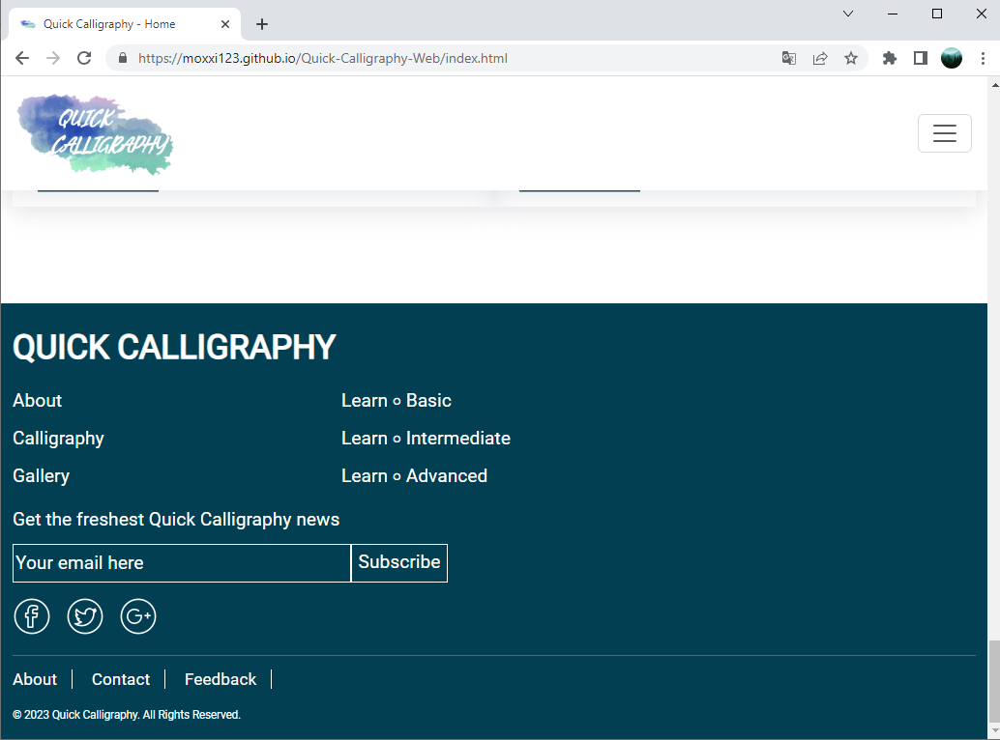 Quick Calligraphy - Home
https://moxxi123.github.io/Quick-Calligraphy-Web/index.html
QUICK
CALLIGRAPHY
QUICK CALLIGRAPHY
About
Learn ∘ Basic
Calligraphy
Learn ∘ Intermediate
Gallery
Learn ∘ Advanced
Get the freshest Quick Calligraphy news
Your email here
Subscribe
About
Contact
Feedback
© 2023 Quick Calligraphy. All Rights Reserved.